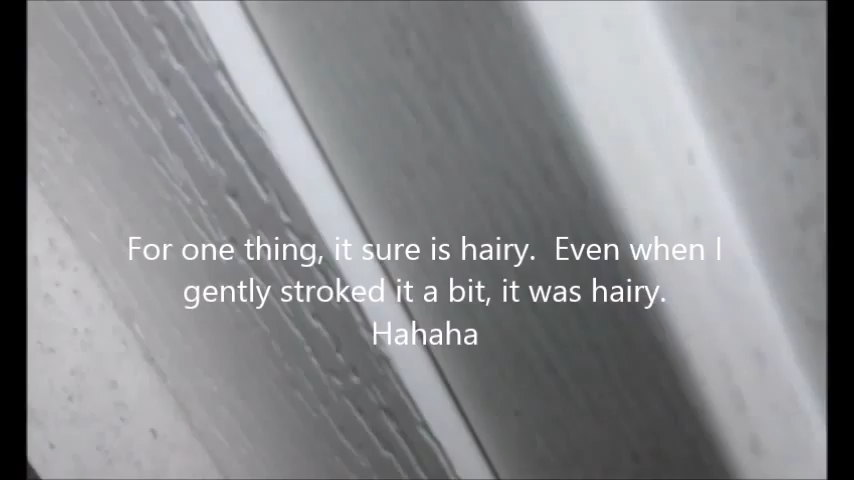 For one thing, it sure is hairy.  Even when I
gently stroked it a bit, it was hairy.
Hahaha